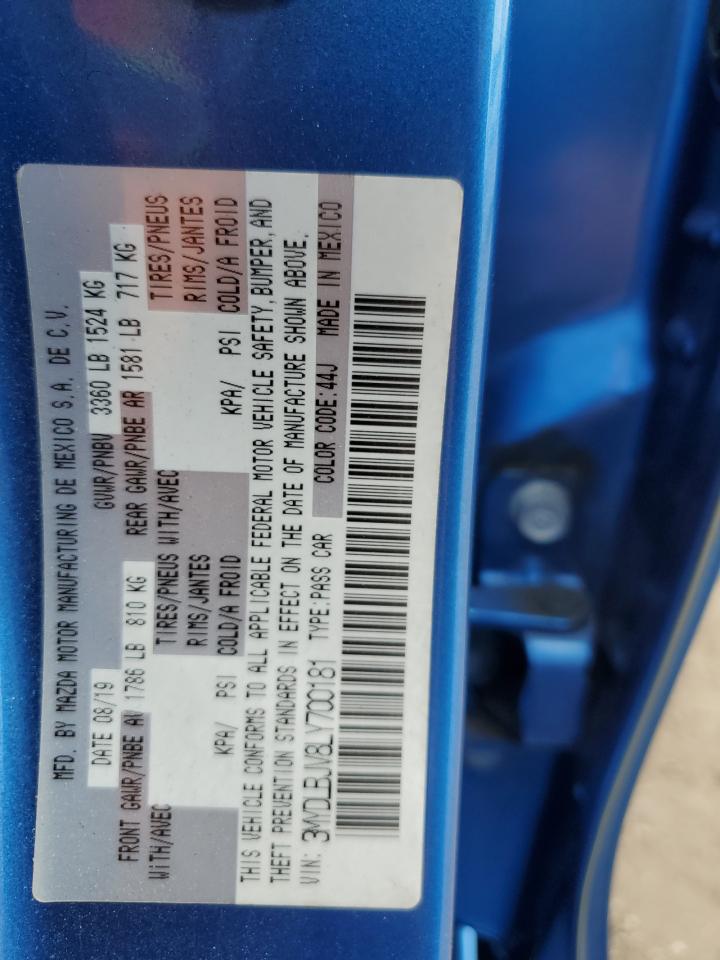 MFD. BY MAZDA MOTOR MANUFACTURING DE MEXICO S.A. DE C.V.
DATE 08/19 GVWR/PNBV 3360 LB 1524 KG
FRONT GAWR/PNBE AV 1786 LB 810 KG REAR GAWR/PNBE AR 1581 LB 717 KG
WITH/AVEC TIRES/PNEUS WITH/AVEC TIRES/PNEUS
RIMS/JANTES RIMS/JANTES
KPA/ PSI COLD/A FROID KPA/ PSI COLD/A FROID
THIS VEHICLE CONFORMS TO ALL APPLICABLE FEDERAL MOTOR VEHICLE SAFETY, BUMPER, AND
THEFT PREVENTION STANDARDS IN EFFECT ON THE DATE OF MANUFACTURE SHOWN ABOVE.
VIN: 3MYDLBJV8LY700181 TYPE:PASS CAR COLOR CODE:44J MADE IN MEXICO